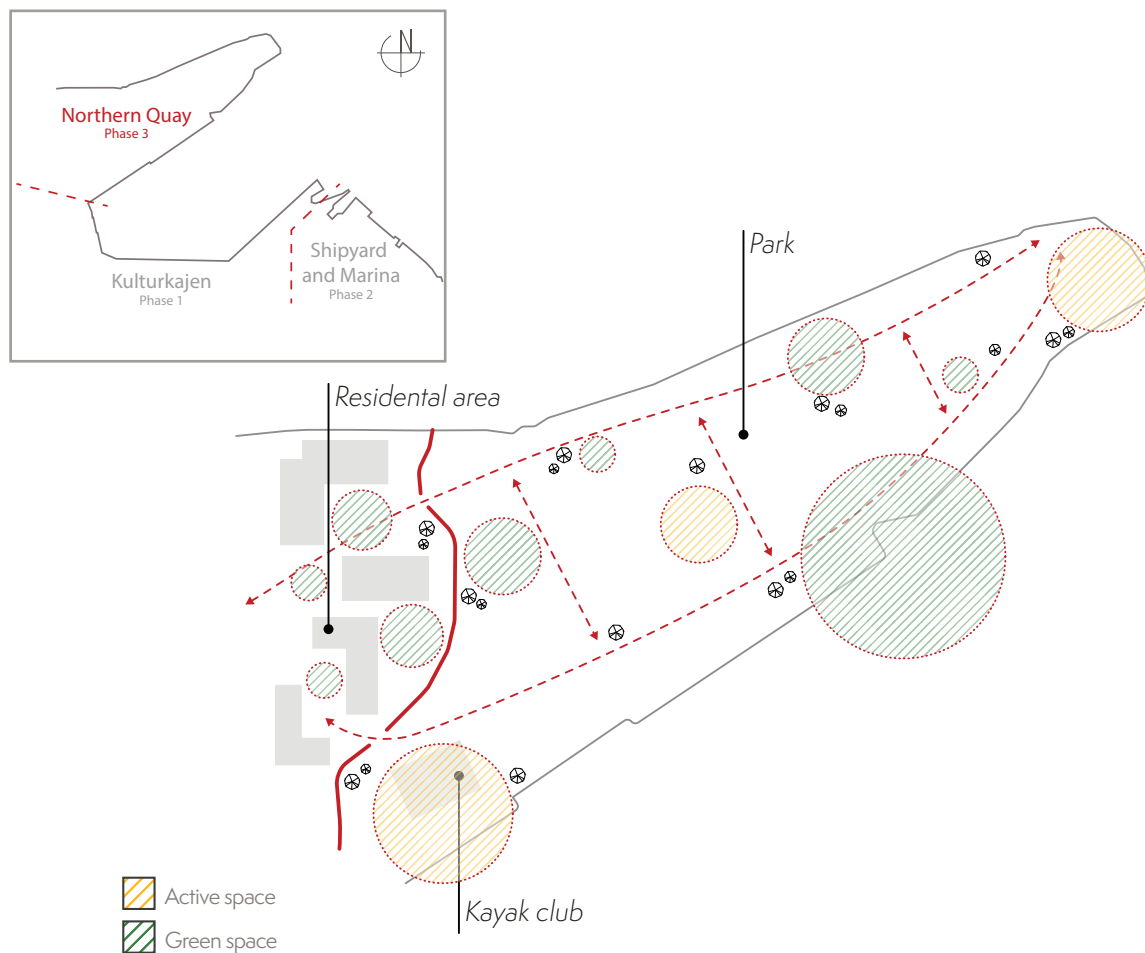 N
Northern Quay
Phase 3
Kulturkajen
Phase 1
Shipyard
and Marina
Phase 2
Park
Residental area
Kayak club
Active space
Green space